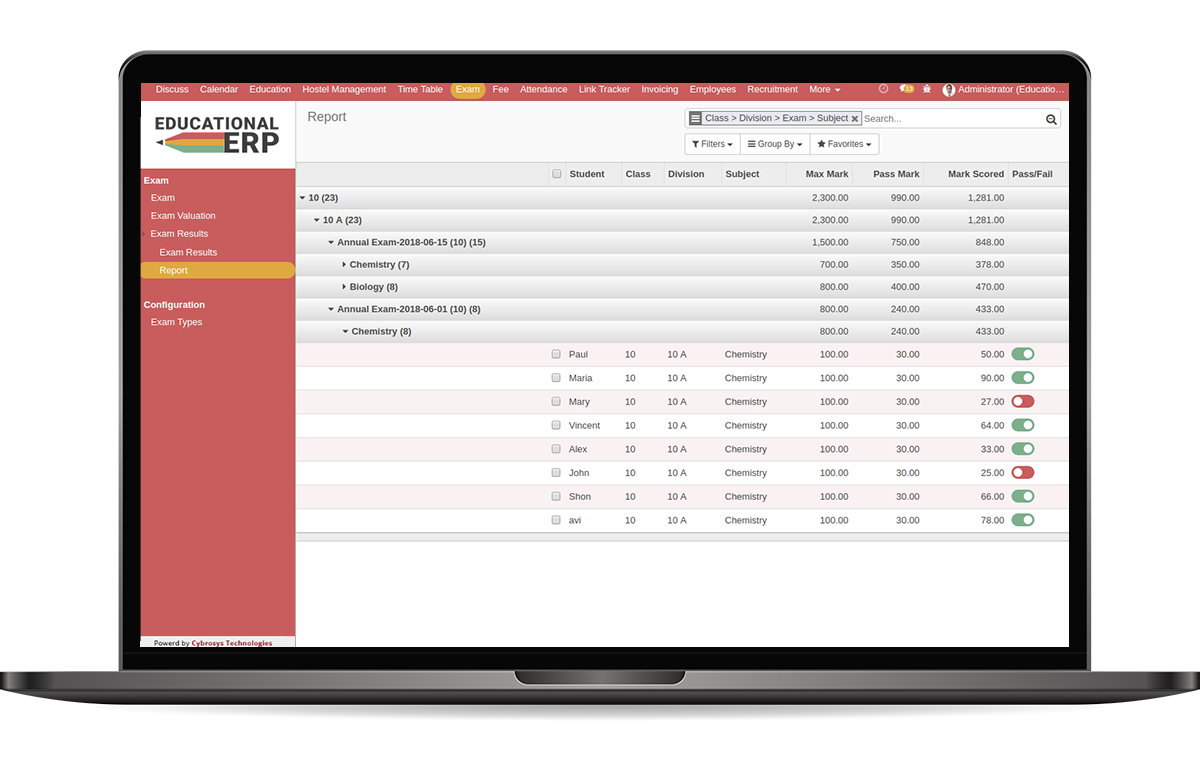 Discuss Calendar Education Hostel Management Time Table Exam Fee Attendance Link Tracker Invoicing Employees Recruitment More Administrator (Educatio...
EDUCATIONAL
ERP
Report
Class > Division > Exam > Subject Search...
Filters Group By Favorites
Exam
Exam
Exam Valuation
Exam Results
Exam Results
Report
Configuration
Exam Types
Powerd by Cybrosys Technologies
Student Class Division Subject Max Mark Pass Mark Mark Scored Pass/Fail
10 (23) 2,300.00 990.00 1,281.00
10 A (23) 2,300.00 990.00 1,281.00
Annual Exam-2018-06-15 (10) (15) 1,500.00 750.00 848.00
Chemistry (7) 700.00 350.00 378.00
Biology (8) 800.00 400.00 470.00
Annual Exam-2018-06-01 (10) (8) 800.00 240.00 433.00
Chemistry (8) 800.00 240.00 433.00
Paul 10 10 A Chemistry 100.00 30.00 50.00
Maria 10 10 A Chemistry 100.00 30.00 90.00
Mary 10 10 A Chemistry 100.00 30.00 27.00
Vincent 10 10 A Chemistry 100.00 30.00 64.00
Alex 10 10 A Chemistry 100.00 30.00 33.00
John 10 10 A Chemistry 100.00 30.00 25.00
Shon 10 10 A Chemistry 100.00 30.00 66.00
avi 10 10 A Chemistry 100.00 30.00 78.00